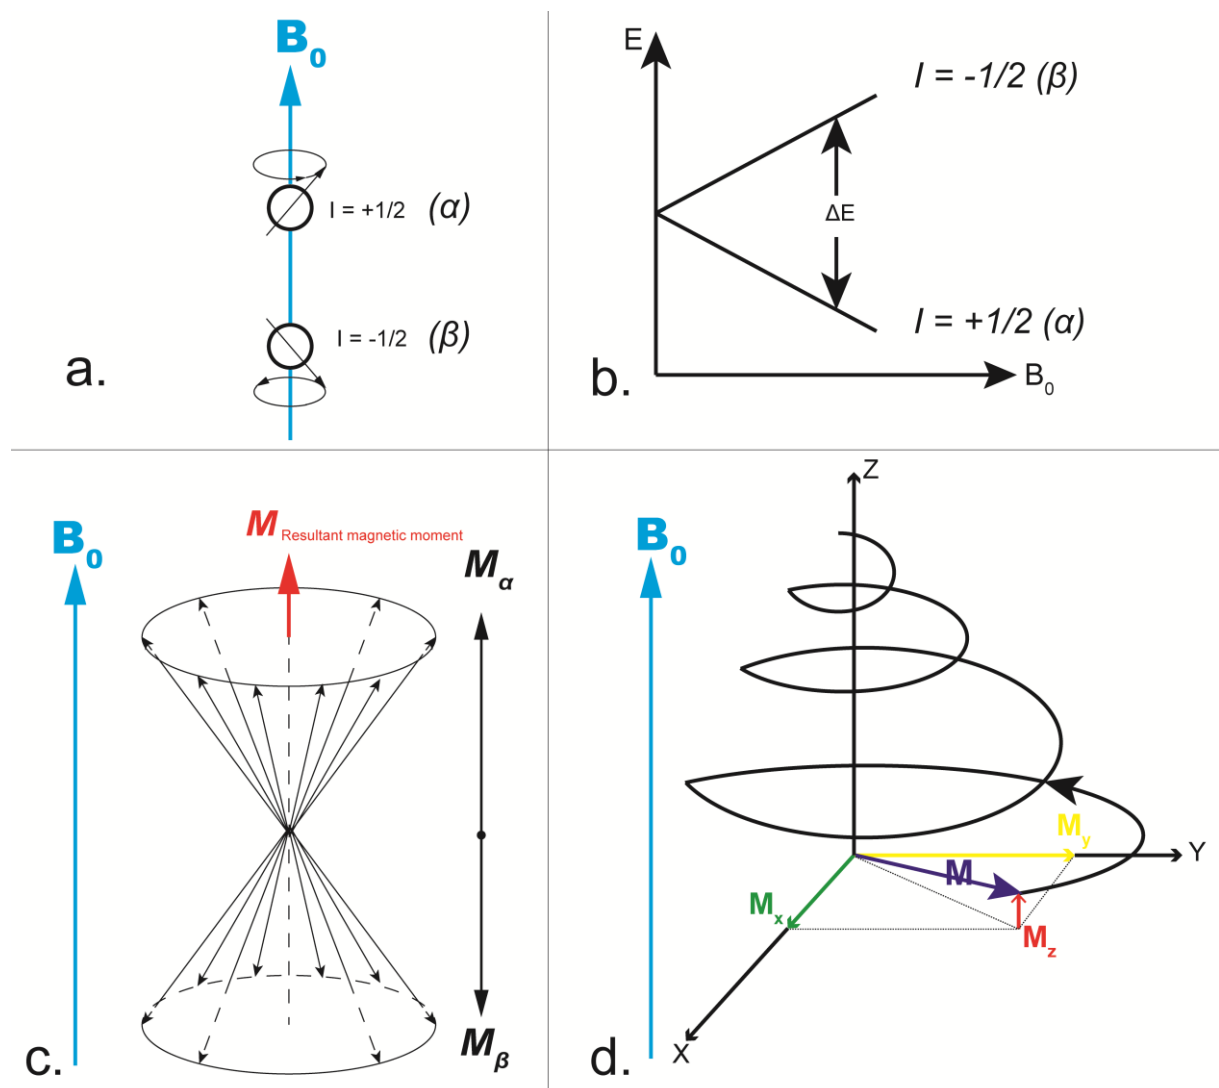 B₀
I = +1/2 (α)
I = -1/2 (β)
a.
E
I = -1/2 (β)
ΔE
I = +1/2 (α)
B₀
b.
B₀
M Resultant magnetic moment
Mα
Mβ
c.
Z
B₀
My
Y
M
Mx
Mz
X
d.